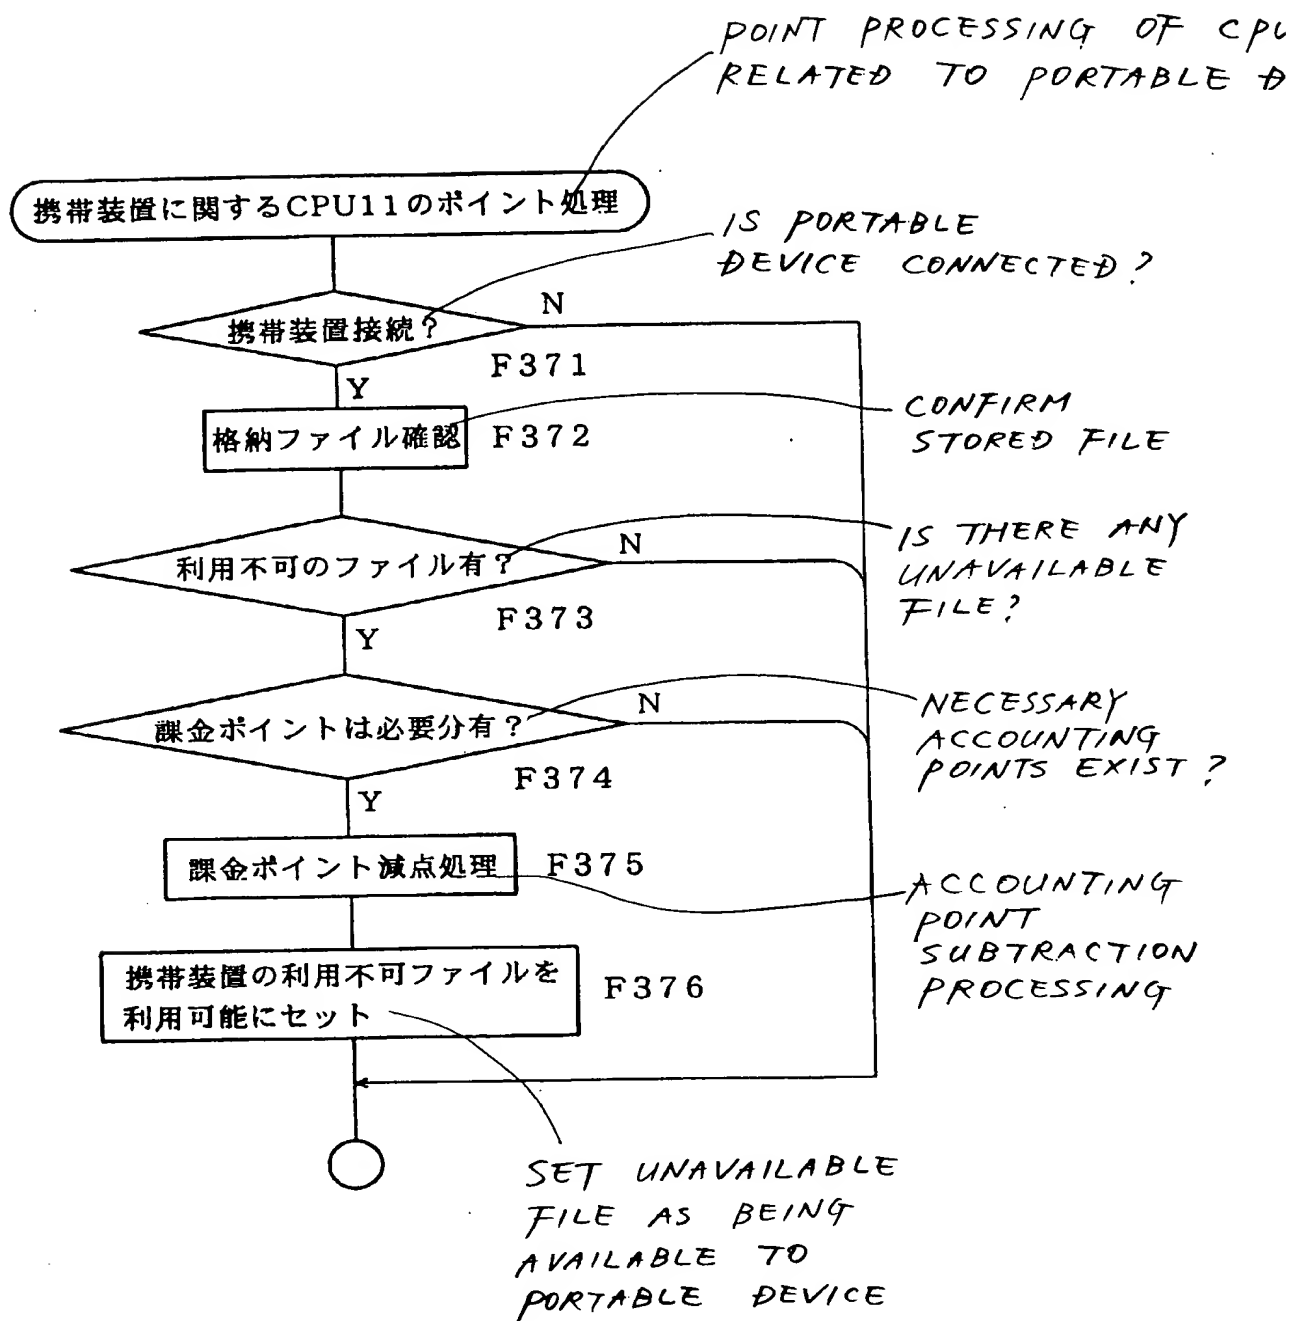 POINT PROCESSING OF
RELATED TO PORTABLE
携帯装置に関するCPU11のポイント処理
IS PORTABLE
DEVICE CONNECTED?
携帯装置接続?
N
F371
Y
格納ファイル確認
F372
CONFIRM
STORED FILE
利用不可のファイル有?
N
F373
Y
IS THERE ANY
UNAVAILABLE
FILE?
課金ポイントは必要分有?
N
F374
Y
NECESSARY
ACCOUNTING
POINTS EXIST?
課金ポイント減点処理
F375
ACCOUNTING
POINT
SUBTRACTION
PROCESSING
携帯装置の利用不可ファイルを
利用可能にセット
F376
SET UNAVAILABLE
FILE AS BEING
AVAILABLE TO
PORTABLE DEVICE